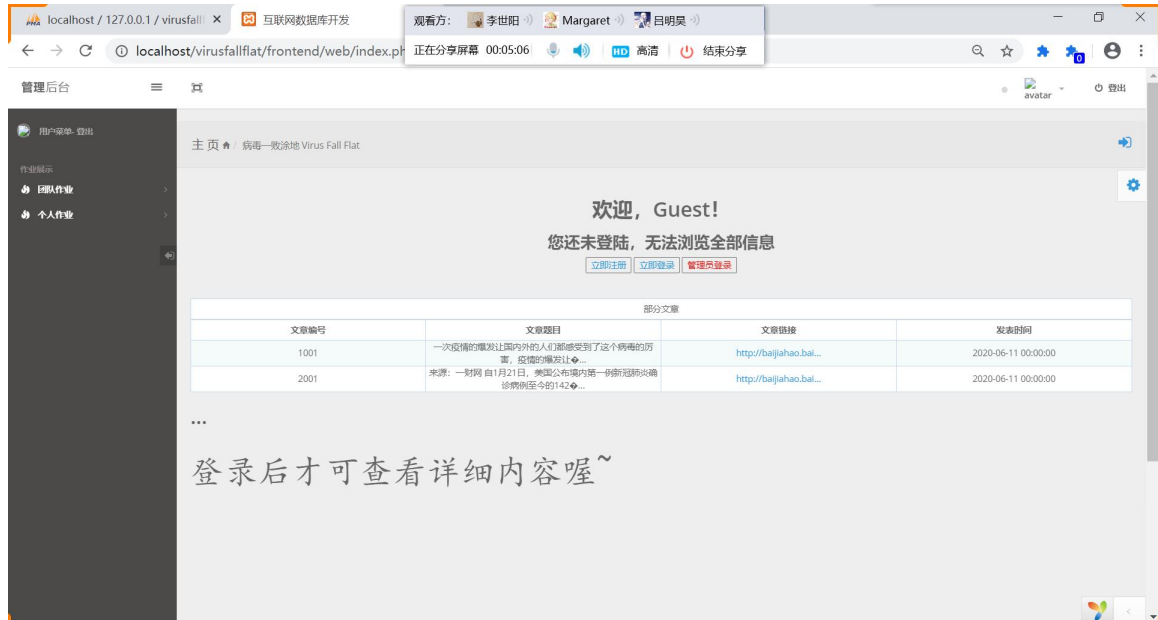 localhost / 127.0.0.1 / virusfall
互联网数据库开发
观看方： 李世阳 Margaret 吕明昊
localhost/virusfallflat/frontend/web/index.ph
正在分享屏幕 00:05:06 HD 高清 结束分享
0
管理后台
avatar
登出
用户菜单- 登出
主 页 / 病毒一败涂地 Virus Fall Flat
作业展示
团队作业
个人作业
欢迎，Guest!
您还未登陆，无法浏览全部信息
立即注册 立即登录 管理员登录
部分文章
文章编号 文章题目 文章链接 发表时间
1001 一次疫情的爆发让国内外的人们都感受到了这个病毒的厉 http://baijiahao.bai... 2020-06-11 00:00:00
害，疫情的爆发让�...
2001 来源：一财网 自1月21日，美国公布境内第一例新冠肺炎确 http://baijiahao.bai... 2020-06-11 00:00:00
诊病例至今的142�...
...
登录后才可查看详细内容喔~